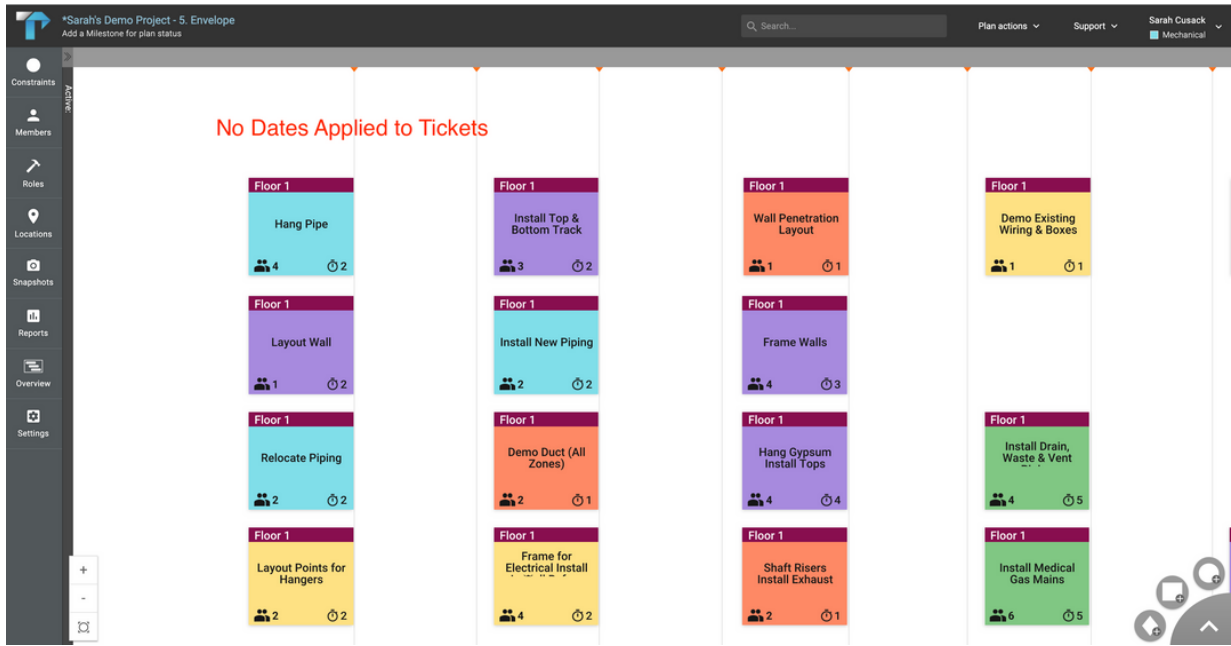 *Sarah's Demo Project - 5. Envelope
Add a Milestone for plan status
Search...
Plan actions
Support
Sarah Cusack
Mechanical
Constraints
Members
Roles
Locations
Snapshots
Reports
Overview
Settings
Active:
No Dates Applied to Tickets
Floor 1
Hang Pipe
4 2
Floor 1
Install Top &
Bottom Track
3 2
Floor 1
Wall Penetration
Layout
1 1
Floor 1
Demo Existing
Wiring & Boxes
1 1
Floor 1
Layout Wall
1 2
Floor 1
Install New Piping
2 2
Floor 1
Frame Walls
4 3
Floor 1
Relocate Piping
2 2
Floor 1
Demo Duct (All
Zones)
2 1
Floor 1
Hang Gypsum
Install Tops
4 4
Floor 1
Install Drain,
Waste & Vent
4 5
Floor 1
Layout Points for
Hangers
2 2
Floor 1
Frame for
Electrical Install
4 2
Floor 1
Shaft Risers
Install Exhaust
2 1
Floor 1
Install Medical
Gas Mains
6 5
+
-